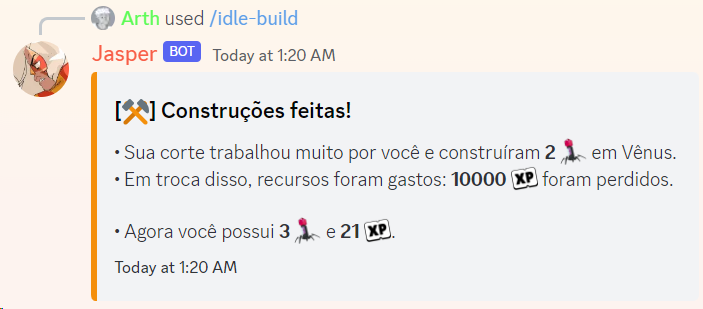 Arth used /idle-build
Jasper BOT Today at 1:20 AM
[⚒] Construções feitas!
• Sua corte trabalhou muito por você e construíram 2 em Vênus.
• Em troca disso, recursos foram gastos: 10000 XP foram perdidos.
• Agora você possui 3 e 21 XP.
Today at 1:20 AM